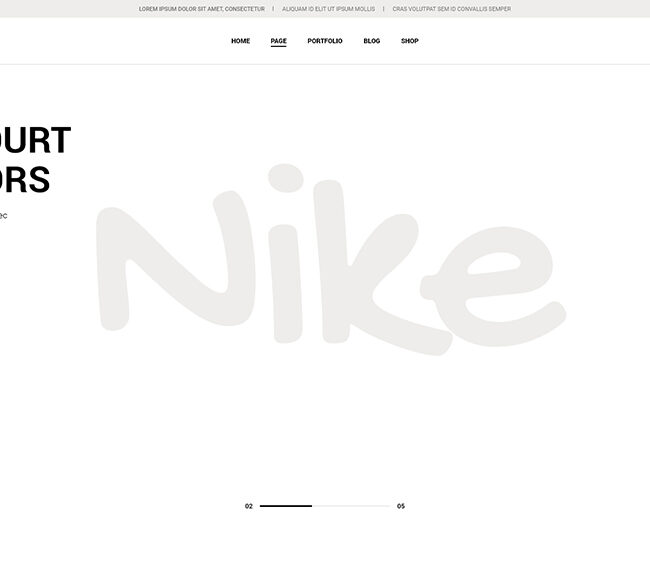 LOREM IPSUM DOLOR SIT AMET, CONSECTETUR | ALIQUAM ID ELIT UT IPSUM MOLLIS | CRAS VOLUTPAT SEM ID CONVALLIS SEMPER
HOME PAGE PORTFOLIO BLOG SHOP
OURT
ORS
ec
Nike
02 05